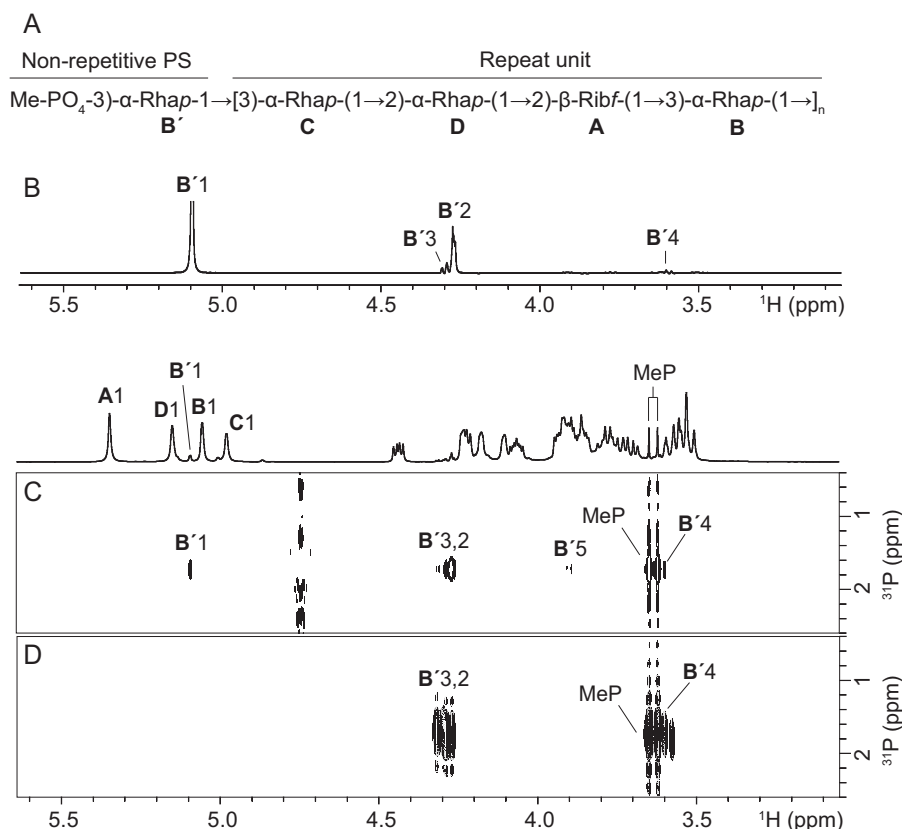 A
Non-repetitive PS Repeat unit
Me-PO4-3)-α-Rhap-1→[3)-α-Rhap-(1→2)-α-Rhap-(1→2)-β-Ribf-(1→3)-α-Rhap-(1→]n
B´ C D A B
B
B´1
B´2
B´3
B´4
5.5 5.0 4.5 4.0 3.5 1H (ppm)
B´1
MeP
A1
D1
B1
C1
C
1
MeP
B´1
B´3,2
B´5
B´4
2
31P (ppm)
D
1
B´3,2
B´4
MeP
2
31P (ppm)
5.5 5.0 4.5 4.0 3.5 1H (ppm)